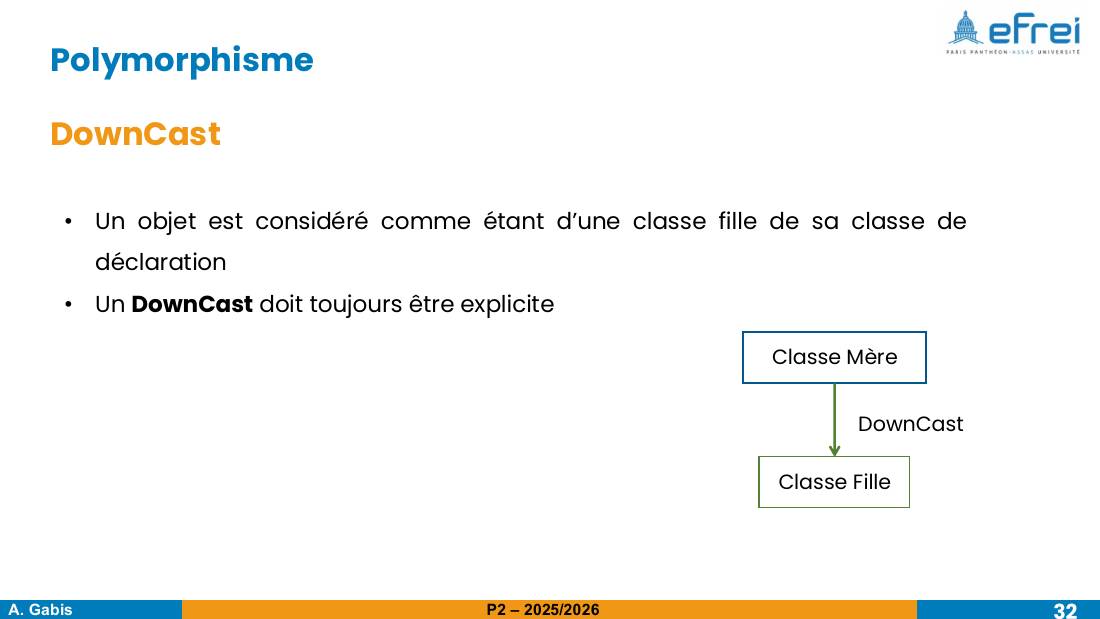 efrei
PARIS PANTHÉON-ASSAS UNIVERSITÉ
Polymorphisme
DownCast
• Un objet est considéré comme étant d’une classe fille de sa classe de
déclaration
• Un DownCast doit toujours être explicite
Classe Mère
DownCast
Classe Fille
A. Gabis
P2 – 2025/2026
32